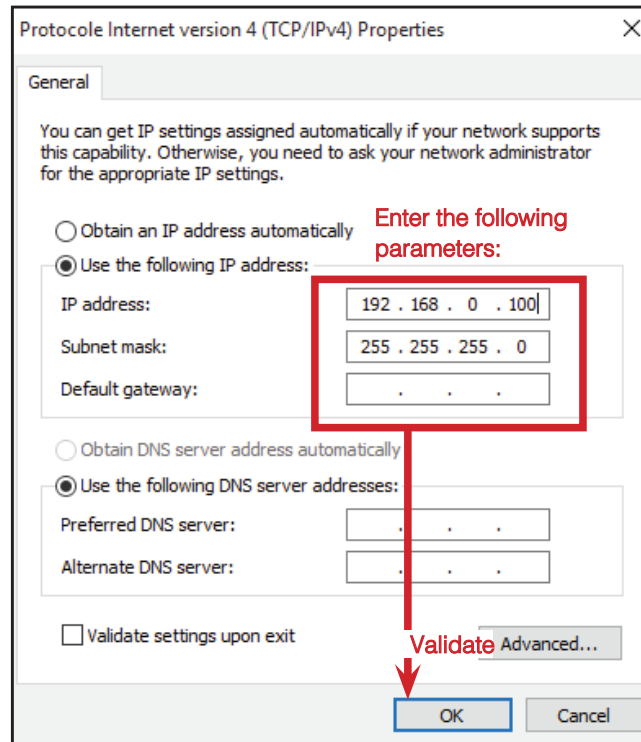 Protocole Internet version 4 (TCP/IPv4) Properties
General
You can get IP settings assigned automatically if your network supports
this capability. Otherwise, you need to ask your network administrator
for the appropriate IP settings.
Obtain an IP address automatically
Enter the following
parameters:
Use the following IP address:
IP address: 192 . 168 . 0 . 100
Subnet mask: 255 . 255 . 255 . 0
Default gateway: . . .
Obtain DNS server address automatically
Use the following DNS server addresses:
Preferred DNS server: . . .
Alternate DNS server: . . .
Validate settings upon exit
Validate Advanced...
OK Cancel